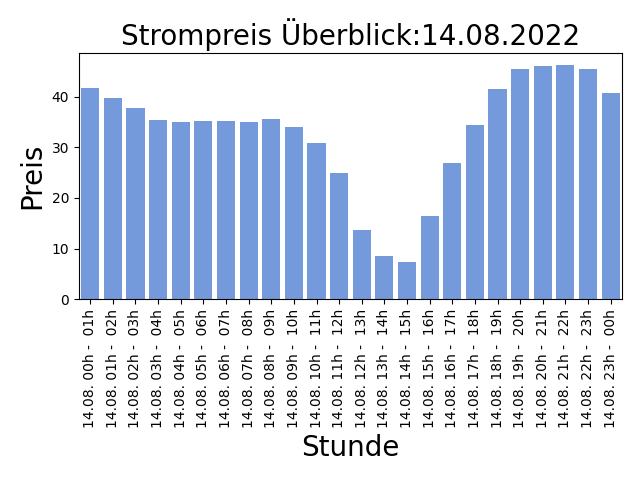 Strompreis Überblick:14.08.2022
Preis
40
30
20
10
0
14.08. 00h - 01h
14.08. 01h - 02h
14.08. 02h - 03h
14.08. 03h - 04h
14.08. 04h - 05h
14.08. 05h - 06h
14.08. 06h - 07h
14.08. 07h - 08h
14.08. 08h - 09h
14.08. 09h - 10h
14.08. 10h - 11h
14.08. 11h - 12h
14.08. 12h - 13h
14.08. 13h - 14h
14.08. 14h - 15h
14.08. 15h - 16h
14.08. 16h - 17h
14.08. 17h - 18h
14.08. 18h - 19h
14.08. 19h - 20h
14.08. 20h - 21h
14.08. 21h - 22h
14.08. 22h - 23h
14.08. 23h - 00h
Stunde